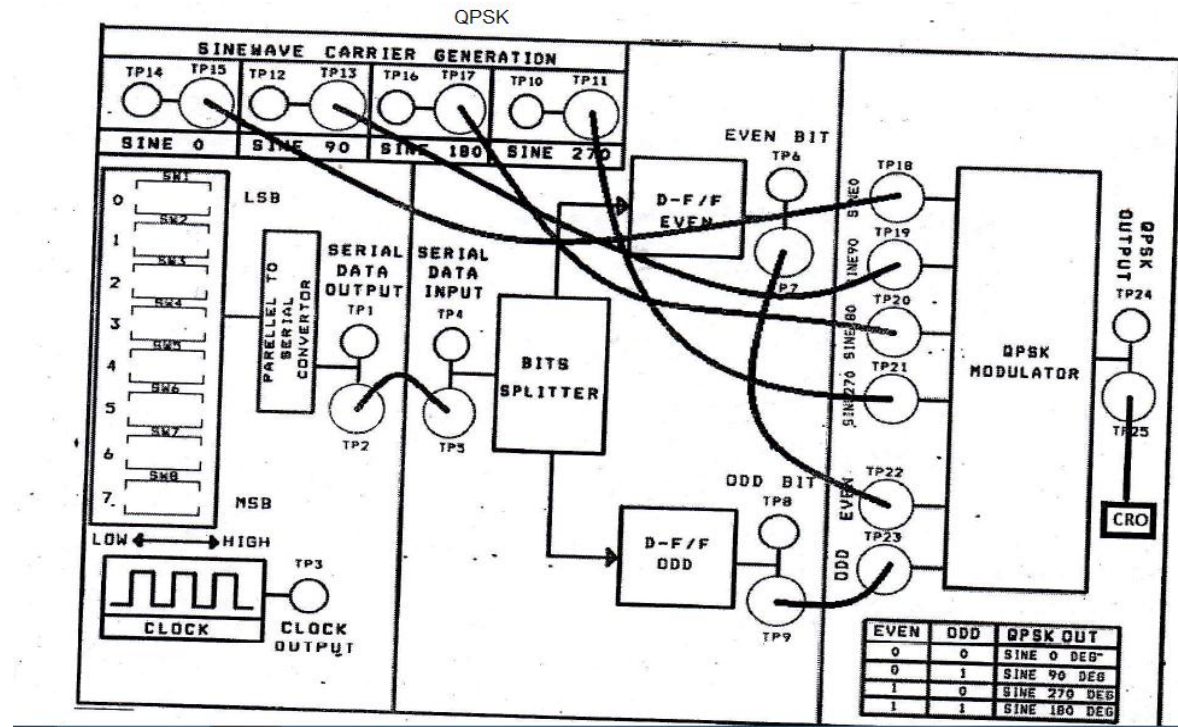 QPSK
SINEWAVE CARRIER GENERATION
TP14 TP15 TP12 TP13 TP16 TP17 TP10 TP11
SINE 0 SINE 90 SINE 180 SINE 270
SW1
SW2
SW3
SW4
SW5
SW6
SW7
SW8
0
1
2
3
4
5
6
7
LSB
MSB
LOW HIGH
PARELLEL TO
SERIAL
CONVERTOR
SERIAL
DATA
OUTPUT
TP1
TP2
SERIAL
DATA
INPUT
TP4
TP5
CLOCK
TP3
CLOCK
OUTPUT
BITS
SPLITTER
D-F/F
EVEN
EVEN BIT
TP6
P7
D-F/F
ODD
ODD BIT
TP8
TP9
TP18
SINE0
TP19
INE90
TP20
SINE 80
TP21
SINE270
TP22
EVEN
TP23
ODD
QPSK
MODULATOR
QPSK
OUTPUT
TP24
TP25
CRO
EVEN ODD QPSK OUT
0 0 SINE 0 DEG
0 1 SINE 90 DEG
1 0 SINE 270 DEG
1 1 SINE 180 DEG